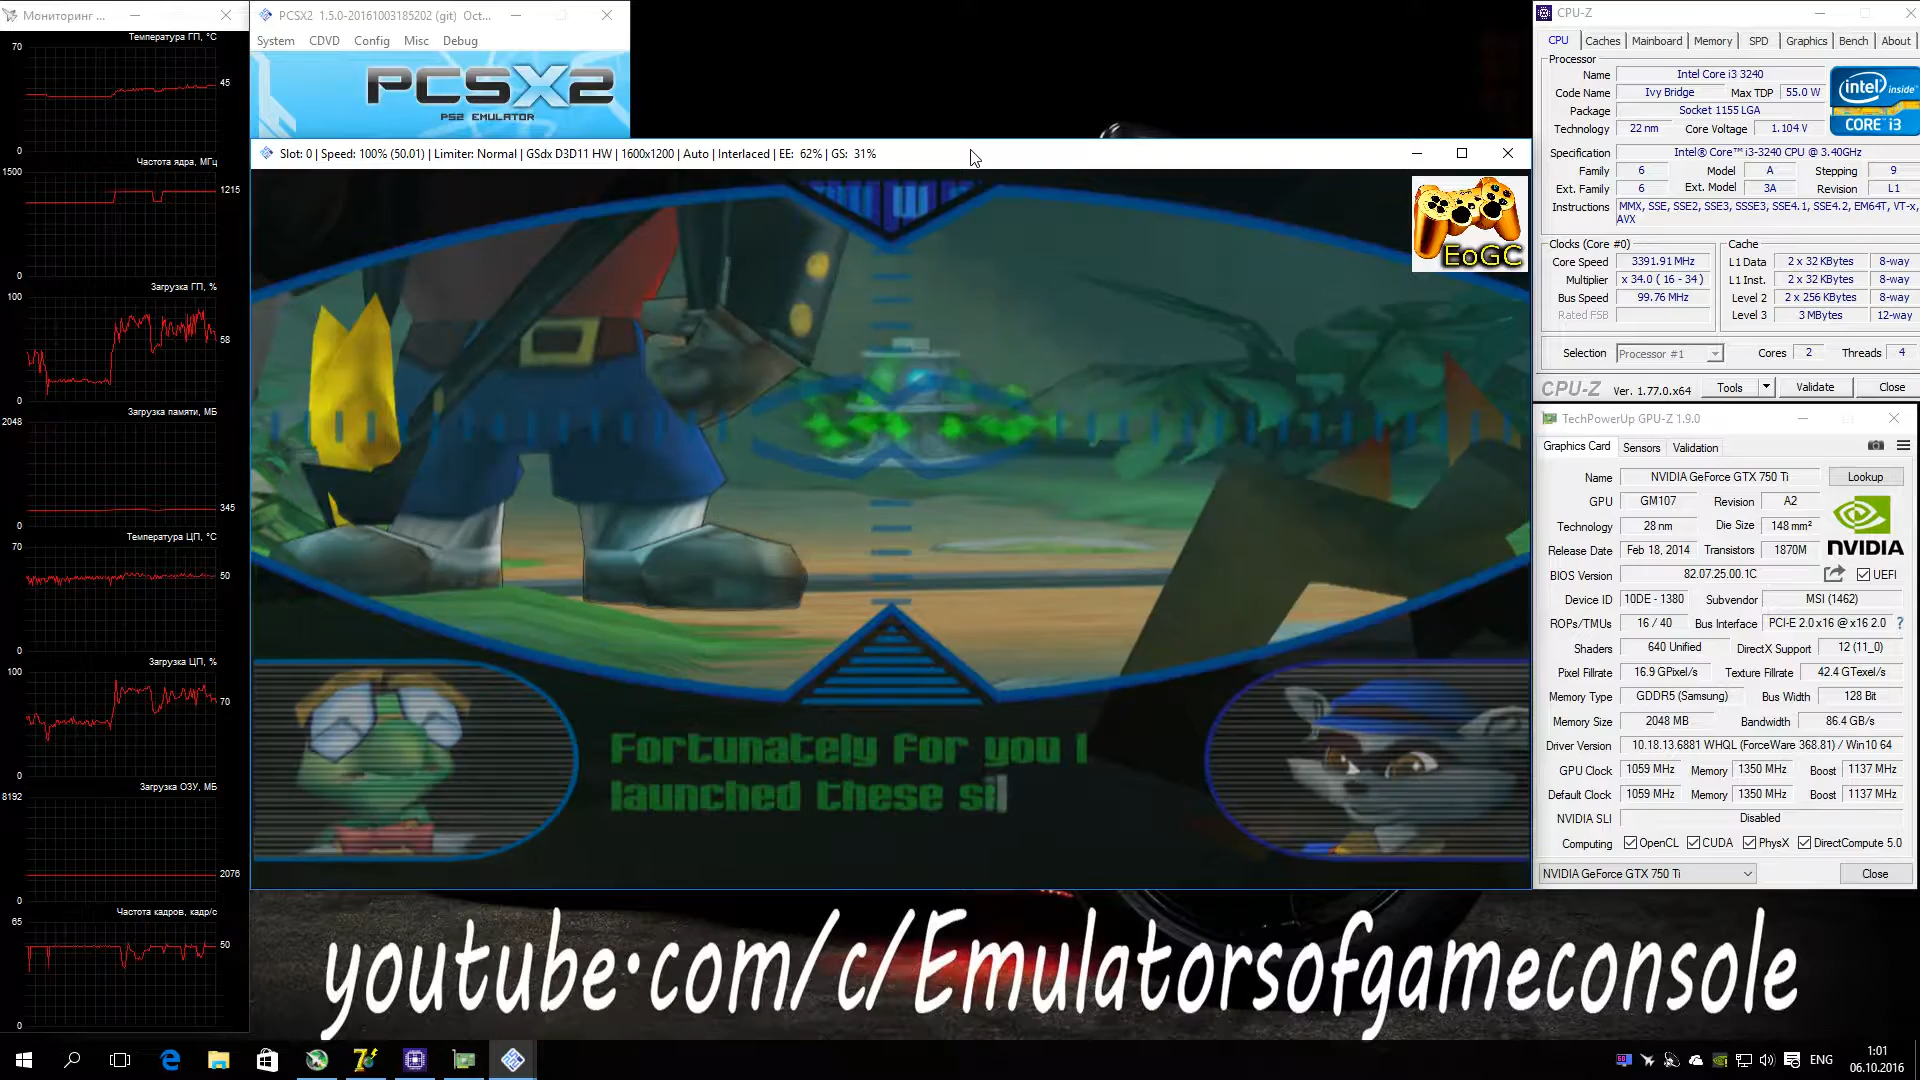 Мониторинг ...
Температура ГП, °C
70
45
0
Частота ядра, МГц
1500
1215
0
Загрузка ГП, %
100
58
0
Загрузка памяти, МБ
2048
345
0
Температура ЦП, °C
70
50
0
Загрузка ЦП, %
100
70
0
Загрузка ОЗУ, МБ
8192
2076
0
Частота кадров, кадр/с
65
50
0
PCSX2 1.5.0-20161003185202 (git) Oct...
System CDVD Config Misc Debug
PCSX2
PS2 EMULATOR
Slot: 0 | Speed: 100% (50.01) | Limiter: Normal | GSdx D3D11 HW | 1600x1200 | Auto | Interlaced | EE: 62% | GS: 31%
EoGC
Fortunately for you I
launched these si
youtube.com/c/Emulatorsofgameconsole
CPU-Z
CPU Caches Mainboard Memory SPD Graphics Bench About
Processor
Name Intel Core i3 3240
Code Name Ivy Bridge Max TDP 55.0 W
Package Socket 1155 LGA
Technology 22 nm Core Voltage 1.104 V
intel inside
CORE i3
Specification Intel® Core™ i3-3240 CPU @ 3.40GHz
Family 6 Model A Stepping 9
Ext. Family 6 Ext. Model 3A Revision L1
Instructions MMX, SSE, SSE2, SSE3, SSSE3, SSE4.1, SSE4.2, EM64T, VT-x,
AVX
Clocks (Core #0) Cache
Core Speed 3391.91 MHz L1 Data 2 x 32 KBytes 8-way
Multiplier x 34.0 ( 16 - 34 ) L1 Inst. 2 x 32 KBytes 8-way
Bus Speed 99.76 MHz Level 2 2 x 256 KBytes 8-way
Rated FSB Level 3 3 MBytes 12-way
Selection Processor #1 Cores 2 Threads 4
CPU-Z Ver. 1.77.0.x64 Tools Validate Close
TechPowerUp GPU-Z 1.9.0
Graphics Card Sensors Validation
Name NVIDIA GeForce GTX 750 Ti Lookup
GPU GM107 Revision A2
Technology 28 nm Die Size 148 mm²
Release Date Feb 18, 2014 Transistors 1870M
NVIDIA
BIOS Version 82.07.25.00.1C UEFI
Device ID 10DE - 1380 Subvendor MSI (1462)
ROPs/TMUs 16 / 40 Bus Interface PCI-E 2.0 x16 @ x16 2.0 ?
Shaders 640 Unified DirectX Support 12 (11_0)
Pixel Fillrate 16.9 GPixel/s Texture Fillrate 42.4 GTexel/s
Memory Type GDDR5 (Samsung) Bus Width 128 Bit
Memory Size 2048 MB Bandwidth 86.4 GB/s
Driver Version 10.18.13.6881 WHQL (ForceWare 368.81) / Win10 64
GPU Clock 1059 MHz Memory 1350 MHz Boost 1137 MHz
Default Clock 1059 MHz Memory 1350 MHz Boost 1137 MHz
NVIDIA SLI Disabled
Computing OpenCL CUDA PhysX DirectCompute 5.0
NVIDIA GeForce GTX 750 Ti Close
ENG
1:01
06.10.2016